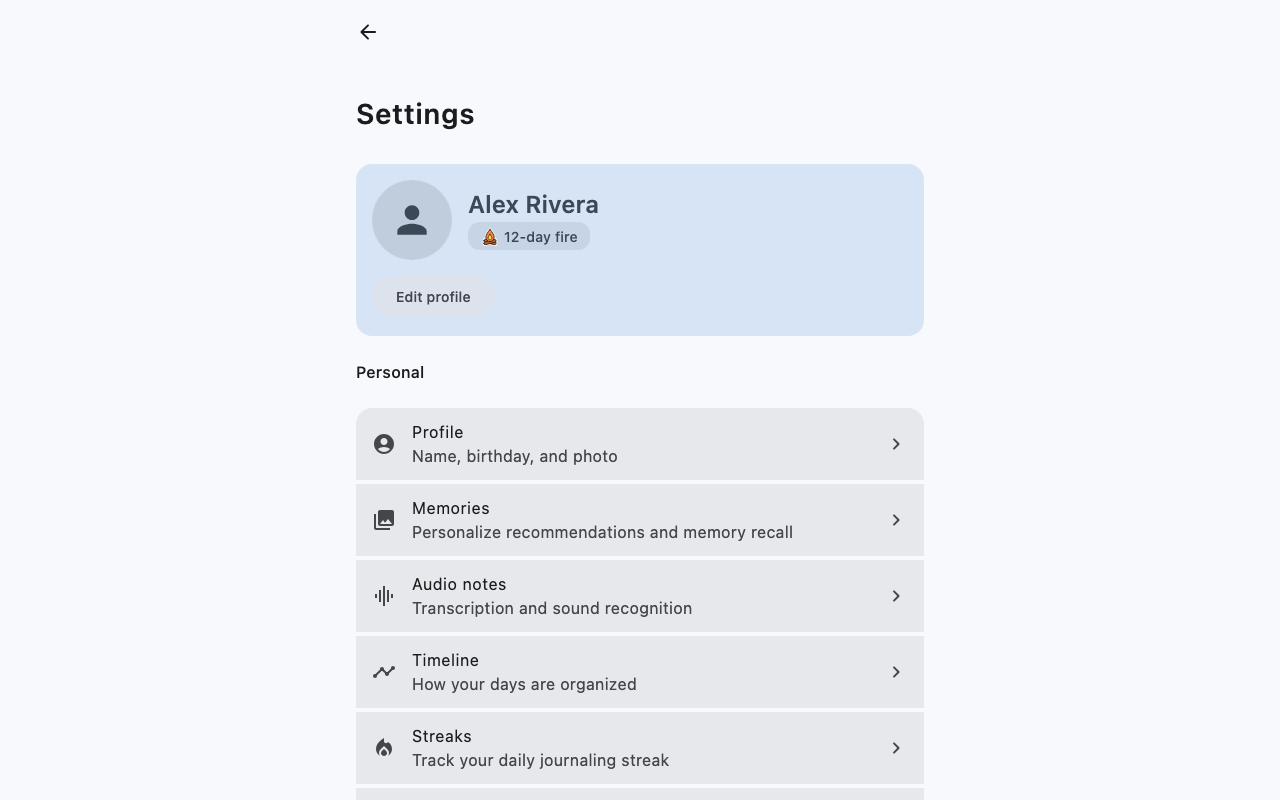 Settings
Alex Rivera
12-day fire
Edit profile
Personal
Profile
Name, birthday, and photo
Memories
Personalize recommendations and memory recall
Audio notes
Transcription and sound recognition
Timeline
How your days are organized
Streaks
Track your daily journaling streak